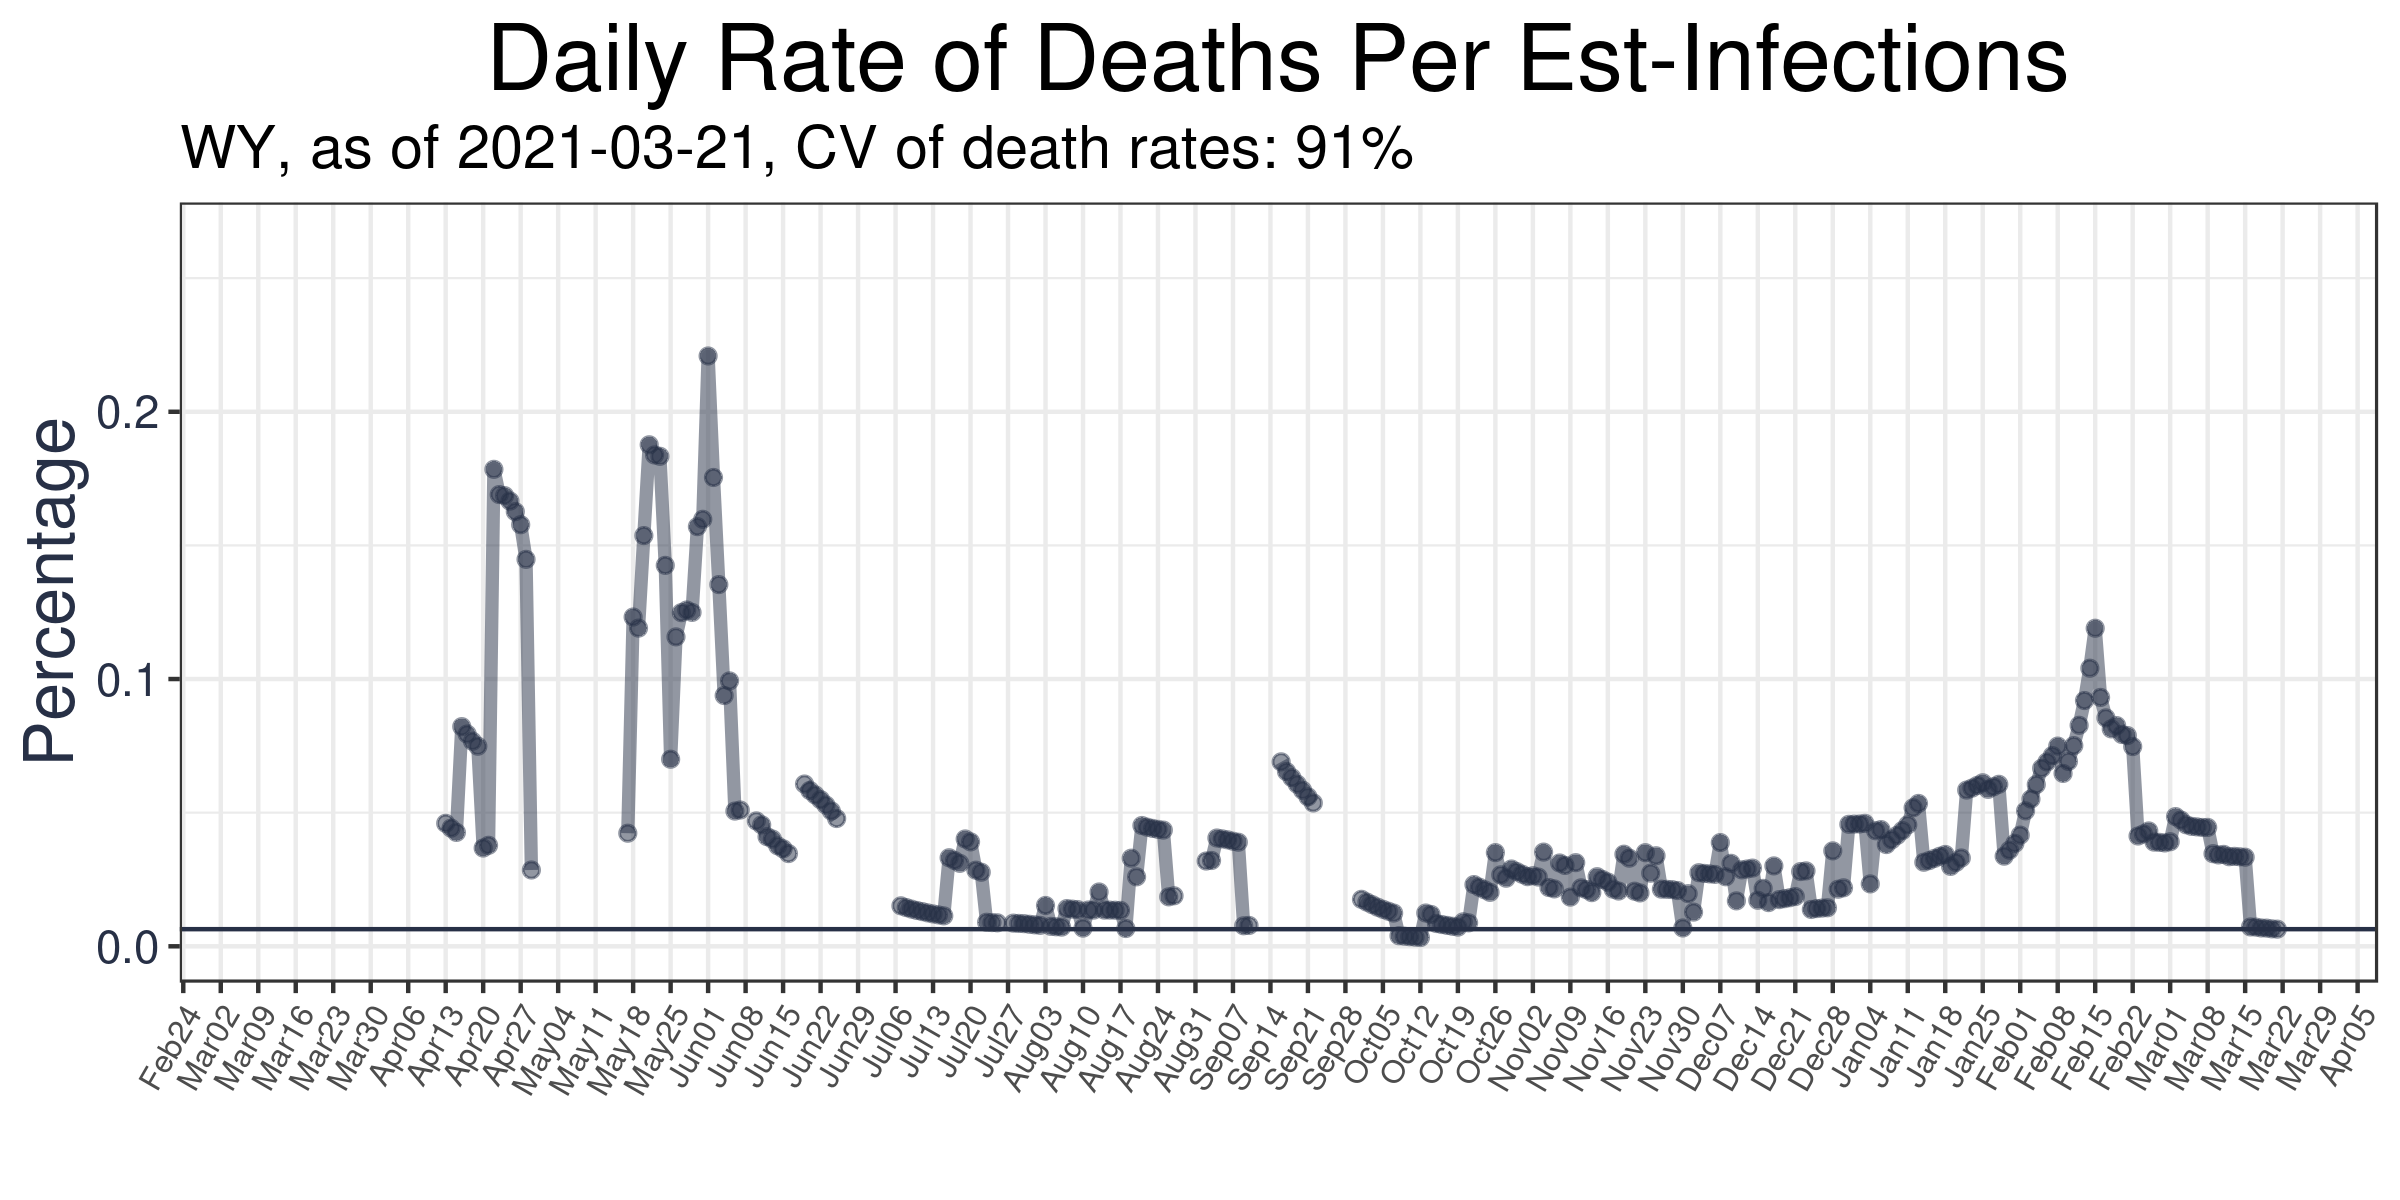 Daily Rate of Deaths Per Est-Infections
WY, as of 2021-03-21, CV of death rates: 91%
Percentage
0.2
0.1
0.0
Feb24
Mar02
Mar09
Mar16
Mar23
Mar30
Apr06
Apr13
Apr20
Apr27
May04
May11
May18
May25
Jun01
Jun08
Jun15
Jun22
Jun29
Jul06
Jul13
Jul20
Jul27
Aug03
Aug10
Aug17
Aug24
Aug31
Sep07
Sep14
Sep21
Sep28
Oct05
Oct12
Oct19
Oct26
Nov02
Nov09
Nov16
Nov23
Nov30
Dec07
Dec14
Dec21
Dec28
Jan04
Jan11
Jan18
Jan25
Feb01
Feb08
Feb15
Feb22
Mar01
Mar08
Mar15
Mar22
Mar29
Apr05